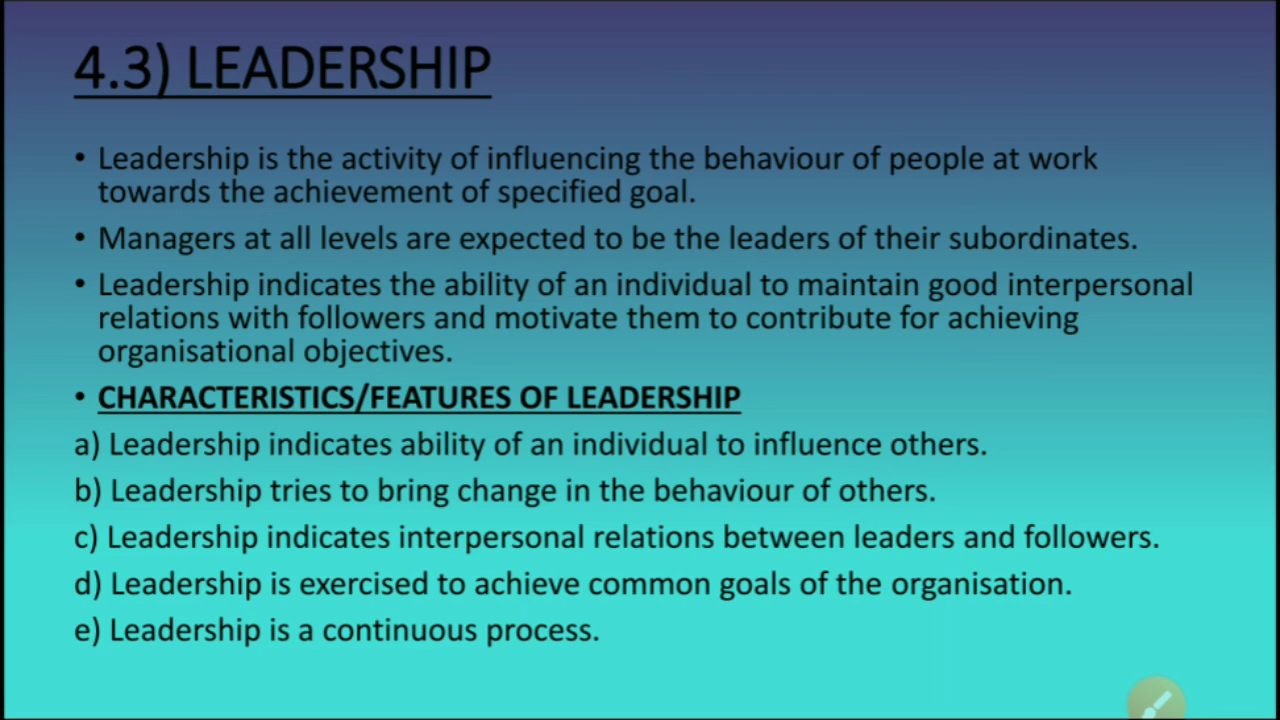 4.3) LEADERSHIP
• Leadership is the activity of influencing the behaviour of people at work
towards the achievement of specified goal.
• Managers at all levels are expected to be the leaders of their subordinates.
• Leadership indicates the ability of an individual to maintain good interpersonal
relations with followers and motivate them to contribute for achieving
organisational objectives.
• CHARACTERISTICS/FEATURES OF LEADERSHIP
a) Leadership indicates ability of an individual to influence others.
b) Leadership tries to bring change in the behaviour of others.
c) Leadership indicates interpersonal relations between leaders and followers.
d) Leadership is exercised to achieve common goals of the organisation.
e) Leadership is a continuous process.